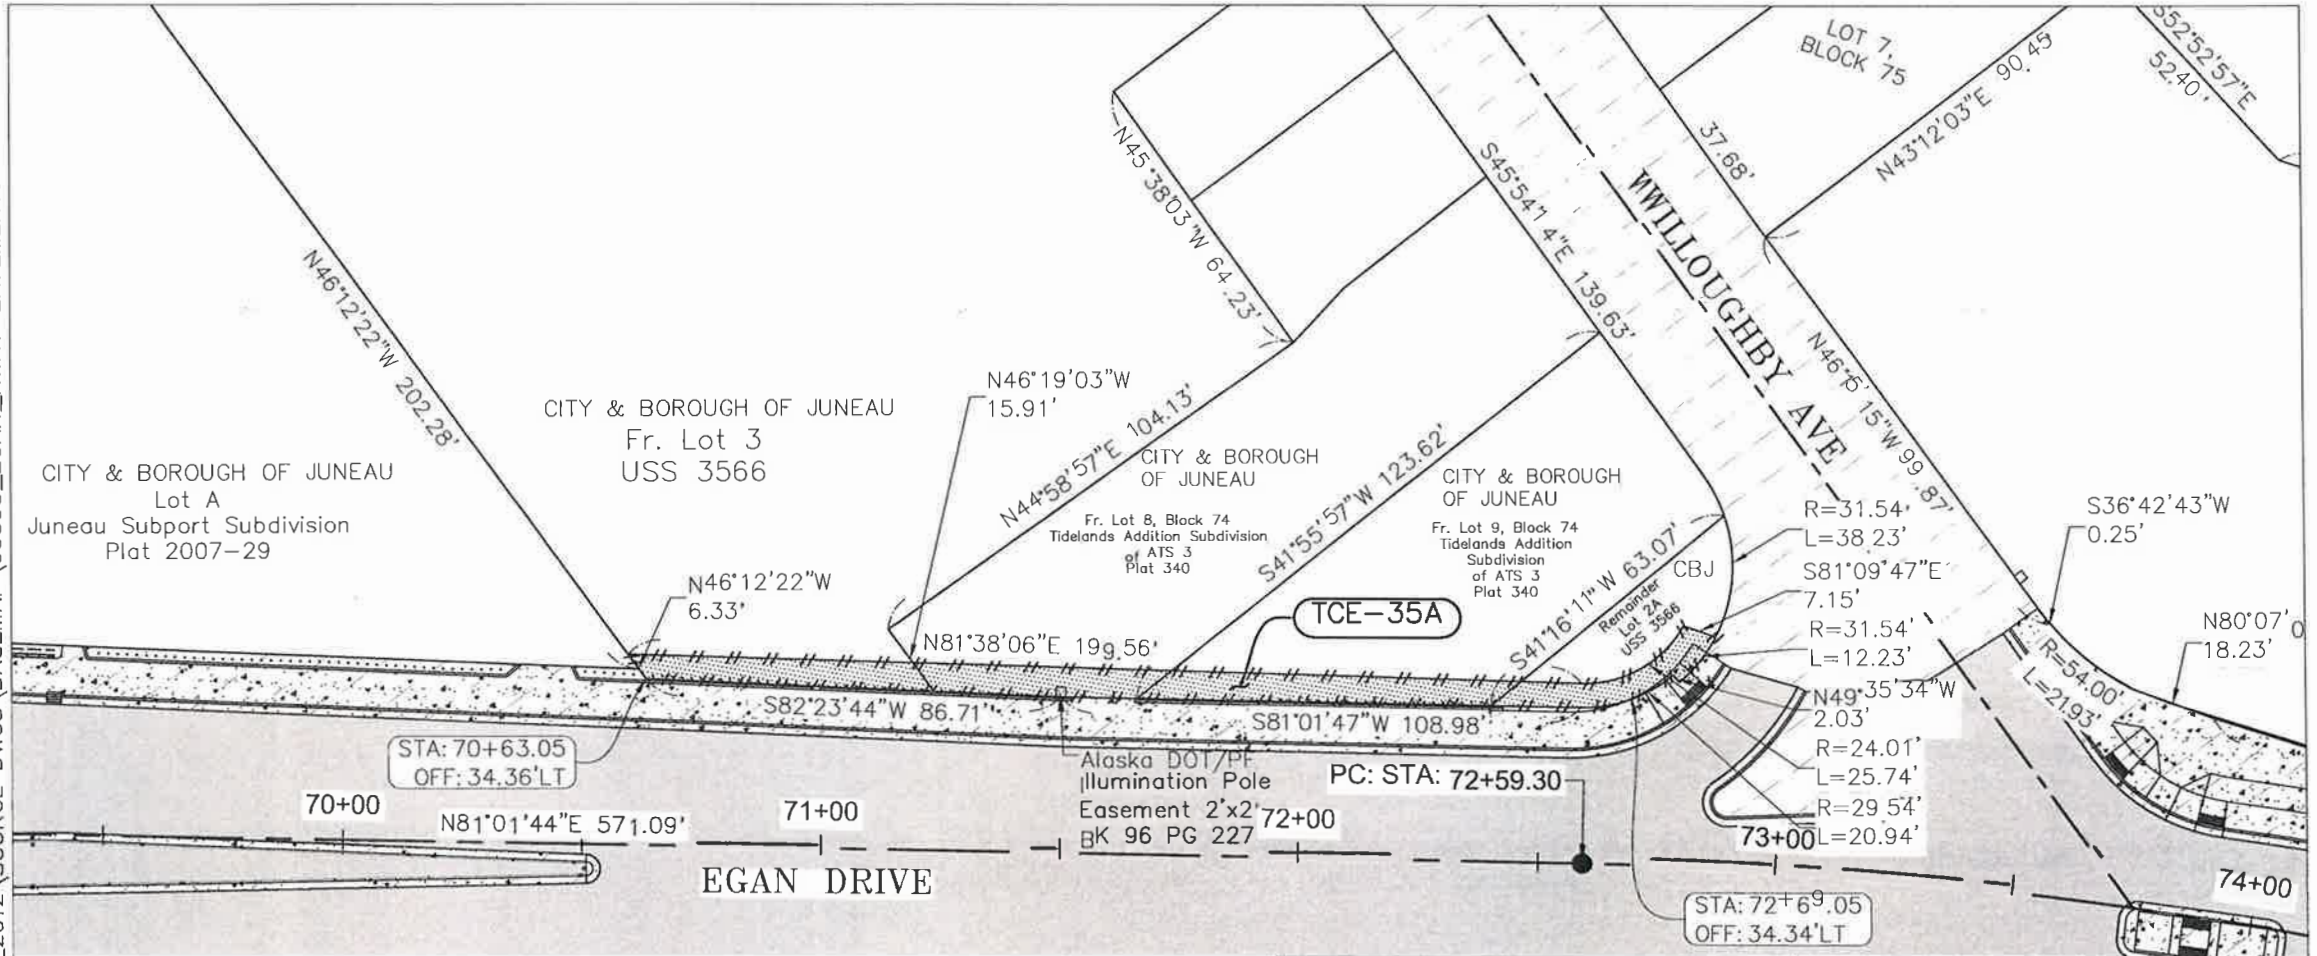 S52°52'57"E
52.40'
LOT 7,
BLOCK 75
N43°12'03"E 90.45
37.68'
N45°38'03"W 64.23'
S45°54'14"E 139.63'
WWILLOUGHBY AVE
N46°12'22"W 202.28'
CITY & BOROUGH OF JUNEAU
Fr. Lot 3
USS 3566
N46°19'03"W
15.91'
N44°58'57"E 104.13'
CITY & BOROUGH
OF JUNEAU
Fr. Lot 8, Block 74
Tidelands Addition Subdivision
of ATS 3
Plat 340
S41°55'57"W 123.62'
CITY & BOROUGH
OF JUNEAU
Fr. Lot 9, Block 74
Tidelands Addition
Subdivision
of ATS 3
Plat 340
CITY & BOROUGH OF JUNEAU
Lot A
Juneau Subport Subdivision
Plat 2007-29
15"W 99.87'
R=31.54'
L=38.23'
S36°42'43"W
0.25'
CBJ
S41°16'11"W 63.07'
Remainder
Lot 2A
USS 3566
S81°09'47"E
7.15'
R=31.54'
L=12.23'
N46°12'22"W
6.33'
TCE-35A
N81°38'06"E 199.56'
N80°07'0
18.23'
R=54.00'
L=21.93'
N49°35'34"W
2.03'
R=24.01'
L=25.74'
R=29.54'
L=20.94'
S82°23'44"W 86.71'
S81°01'47"W 108.98'
STA: 70+63.05
OFF: 34.36'LT
Alaska DOT/PF
Illumination Pole
Easement 2'x2'
BK 96 PG 227
PC: STA: 72+59.30
70+00
N81°01'44"E 571.09'
71+00
72+00
73+00
74+00
EGAN DRIVE
STA: 72+69.05
OFF: 34.34'LT